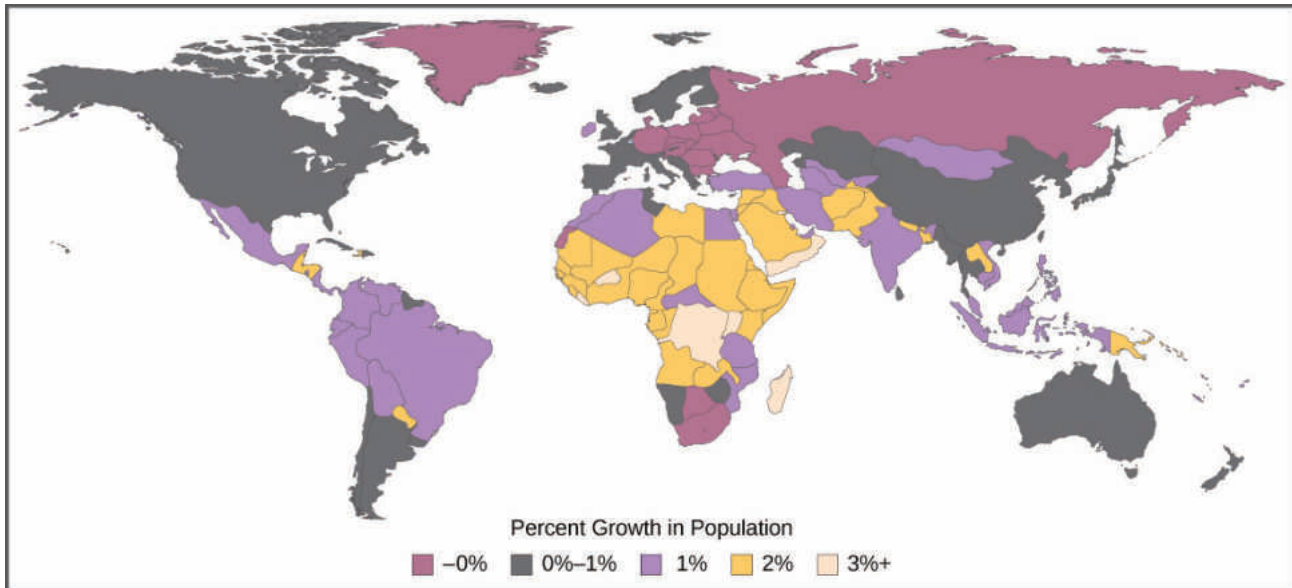 Percent Growth in Population
–0% 0%–1% 1% 2% 3%+